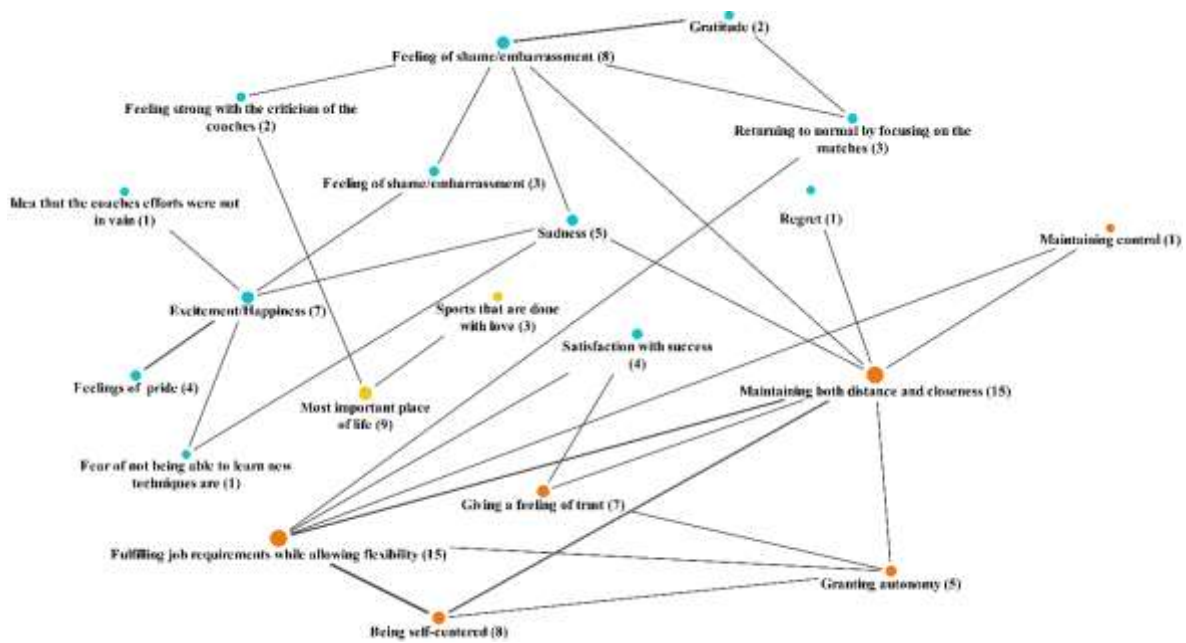 Gratitude (2)
Feeling of shame/embarrassment (8)
Feeling strong with the criticism of the
coaches (2)
Returning to normal by focusing on the
matches (3)
Feeling of shame/embarrassment (3)
Idea that the coaches efforts were not
in vain (1)
Regret (1)
Sadness (5)
Maintaining control (1)
Excitement/Happiness (7)
Sports that are done
with love (3)
Satisfaction with success
(4)
Feelings of pride (4)
Most important place
of life (9)
Maintaining both distance and closeness (15)
Fear of not being able to learn new
techniques are (1)
Giving a feeling of trust (7)
Fulfilling job requirements while allowing flexibility (15)
Granting autonomy (5)
Being self-centered (8)